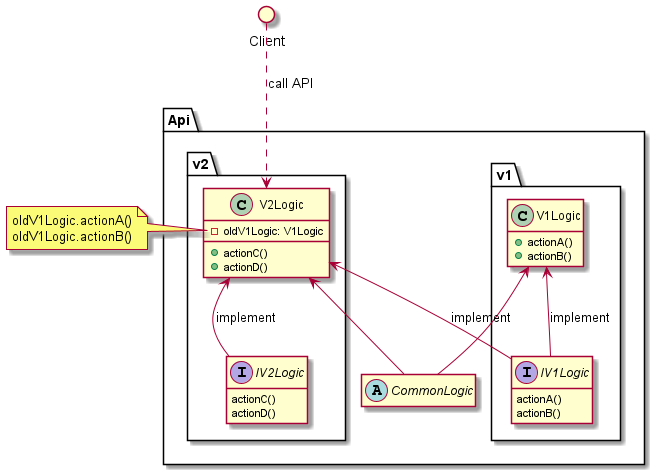 Client
call API
Api
v2
v1
C V2Logic
oldV1Logic: V1Logic
actionC()
actionD()
oldV1Logic.actionA()
oldV1Logic.actionB()
C V1Logic
actionA()
actionB()
implement
implement
implement
I IV2Logic
actionC()
actionD()
A CommonLogic
I IV1Logic
actionA()
actionB()